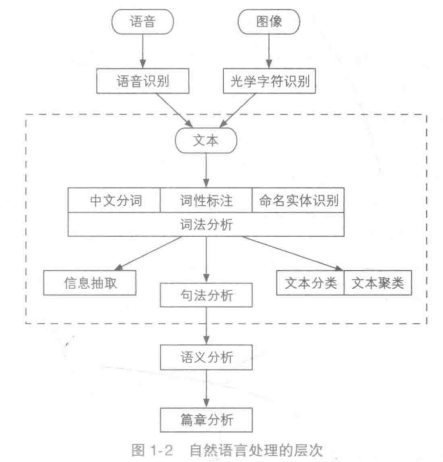 语音 图像
语音识别 光学字符识别
文本
中文分词 词性标注 命名实体识别
词法分析
信息抽取 句法分析 文本分类 文本聚类
语义分析
篇章分析
图 1-2 自然语言处理的层次